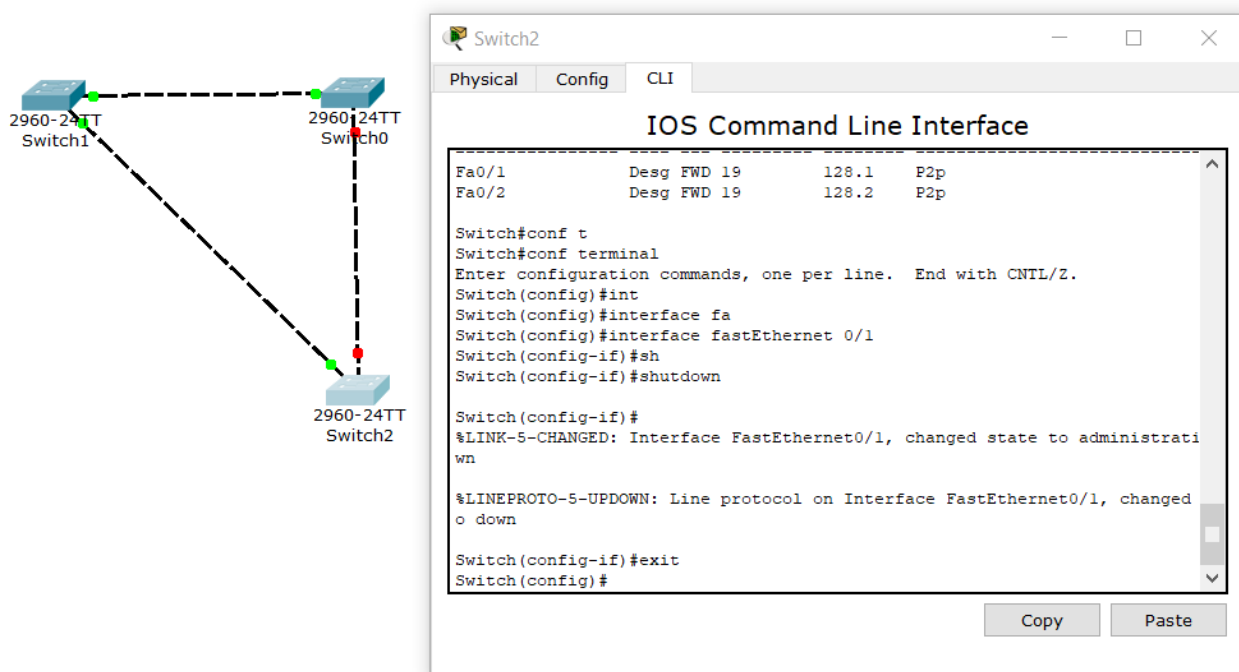 2960-24TT
Switch1
2960-24TT
Switch0
2960-24TT
Switch2
Switch2
Physical Config CLI
IOS Command Line Interface
---------------- ---- --- --------- -------- --------------------------------
Fa0/1 Desg FWD 19 128.1 P2p
Fa0/2 Desg FWD 19 128.2 P2p
Switch#conf t
Switch#conf terminal
Enter configuration commands, one per line. End with CNTL/Z.
Switch(config)#int
Switch(config)#interface fa
Switch(config)#interface fastEthernet 0/1
Switch(config-if)#sh
Switch(config-if)#shutdown
Switch(config-if)#
%LINK-5-CHANGED: Interface FastEthernet0/1, changed state to administrati
wn
%LINEPROTO-5-UPDOWN: Line protocol on Interface FastEthernet0/1, changed
o down
Switch(config-if)#exit
Switch(config)#
Copy Paste